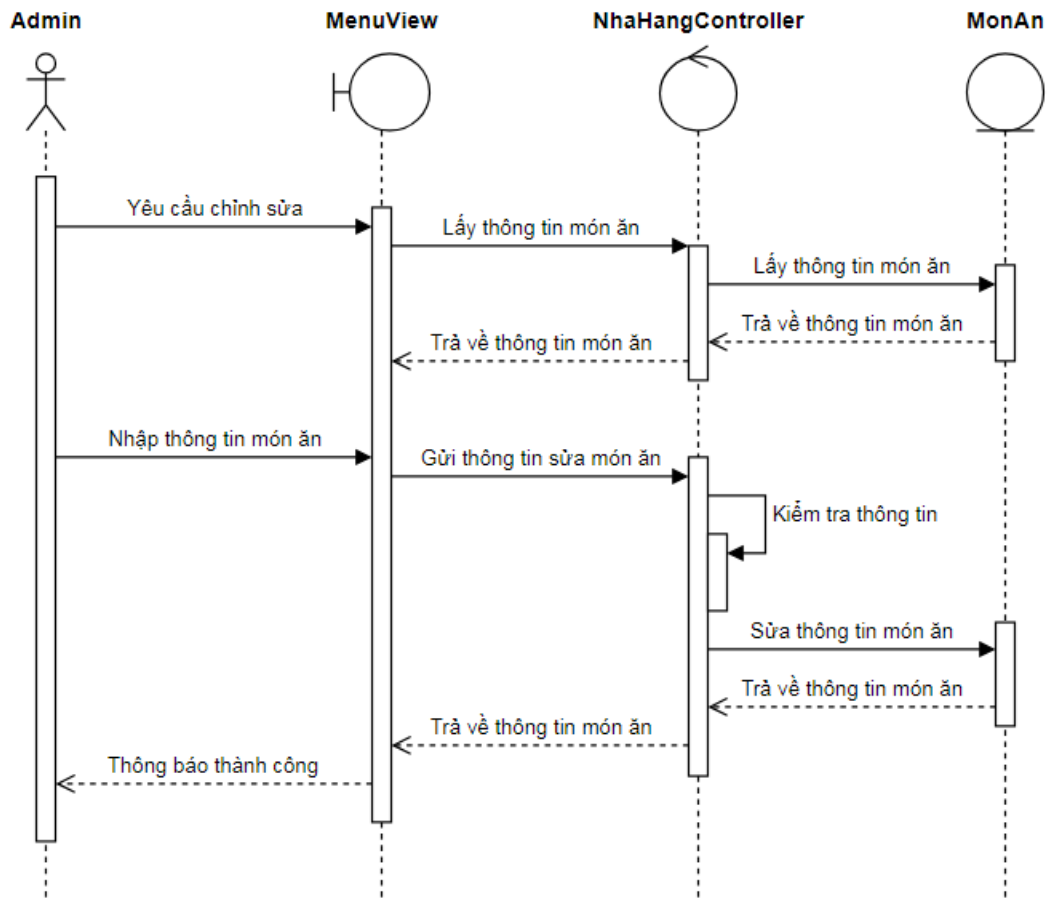 Admin
MenuView
NhaHangController
MonAn
Yêu cầu chỉnh sửa
Lấy thông tin món ăn
Lấy thông tin món ăn
Trả về thông tin món ăn
Trả về thông tin món ăn
Nhập thông tin món ăn
Gửi thông tin sửa món ăn
Kiểm tra thông tin
Sửa thông tin món ăn
Trả về thông tin món ăn
Trả về thông tin món ăn
Thông báo thành công